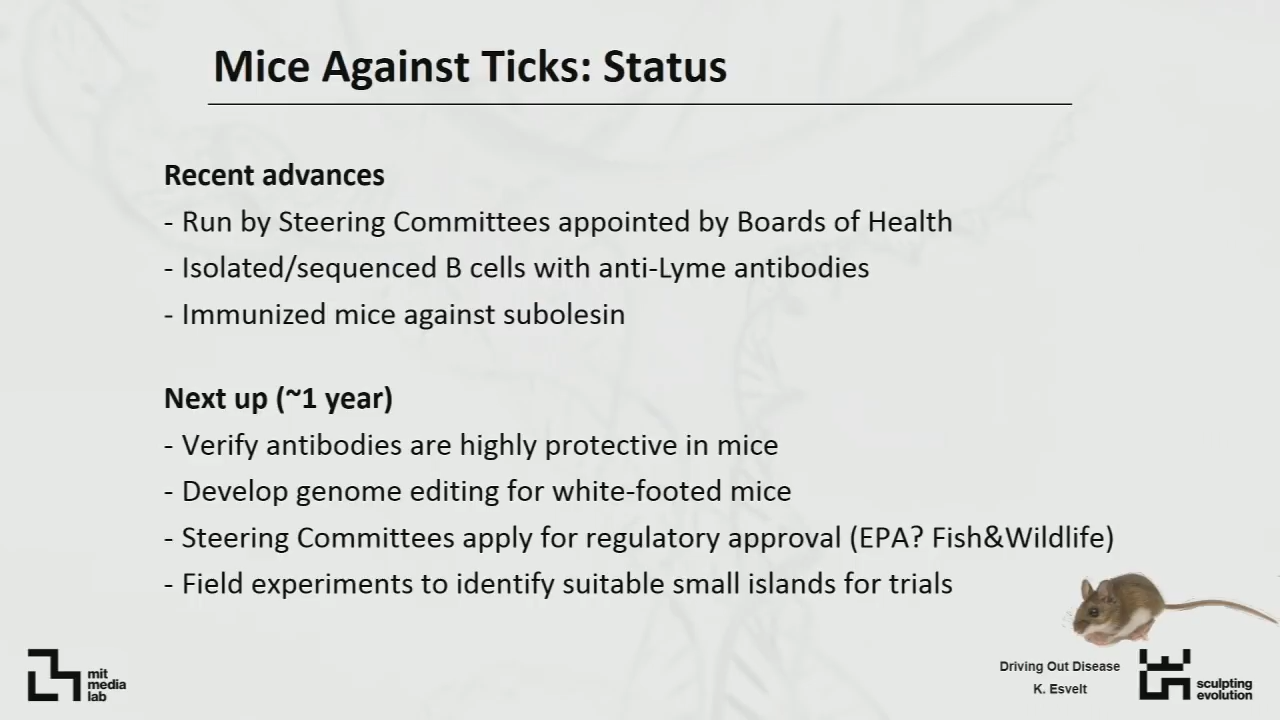 Mice Against Ticks: Status
Recent advances
- Run by Steering Committees appointed by Boards of Health
- Isolated/sequenced B cells with anti-Lyme antibodies
- Immunized mice against subolesin
Next up (~1 year)
- Verify antibodies are highly protective in mice
- Develop genome editing for white-footed mice
- Steering Committees apply for regulatory approval (EPA? Fish&Wildlife)
- Field experiments to identify suitable small islands for trials
mit
media
lab
Driving Out Disease
K. Esvelt
sculpting
evolution